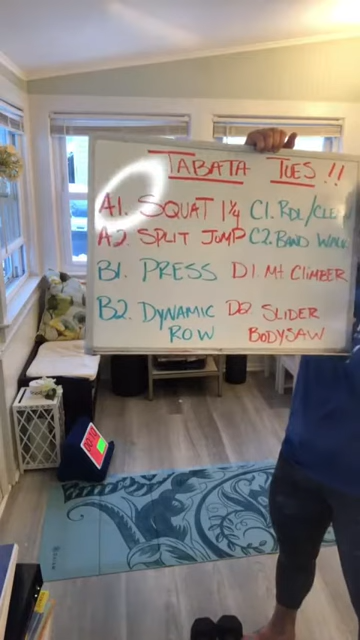 TABATA TUES !!
A1. SQUAT 1¼
A2. SPLIT JUMP
B1. PRESS
B2. DYNAMIC
ROW
C1. RDL/CLEAN
C2. BAND WALK
D1. Mt CLIMBER
D2 SLIDER
BODYSAW